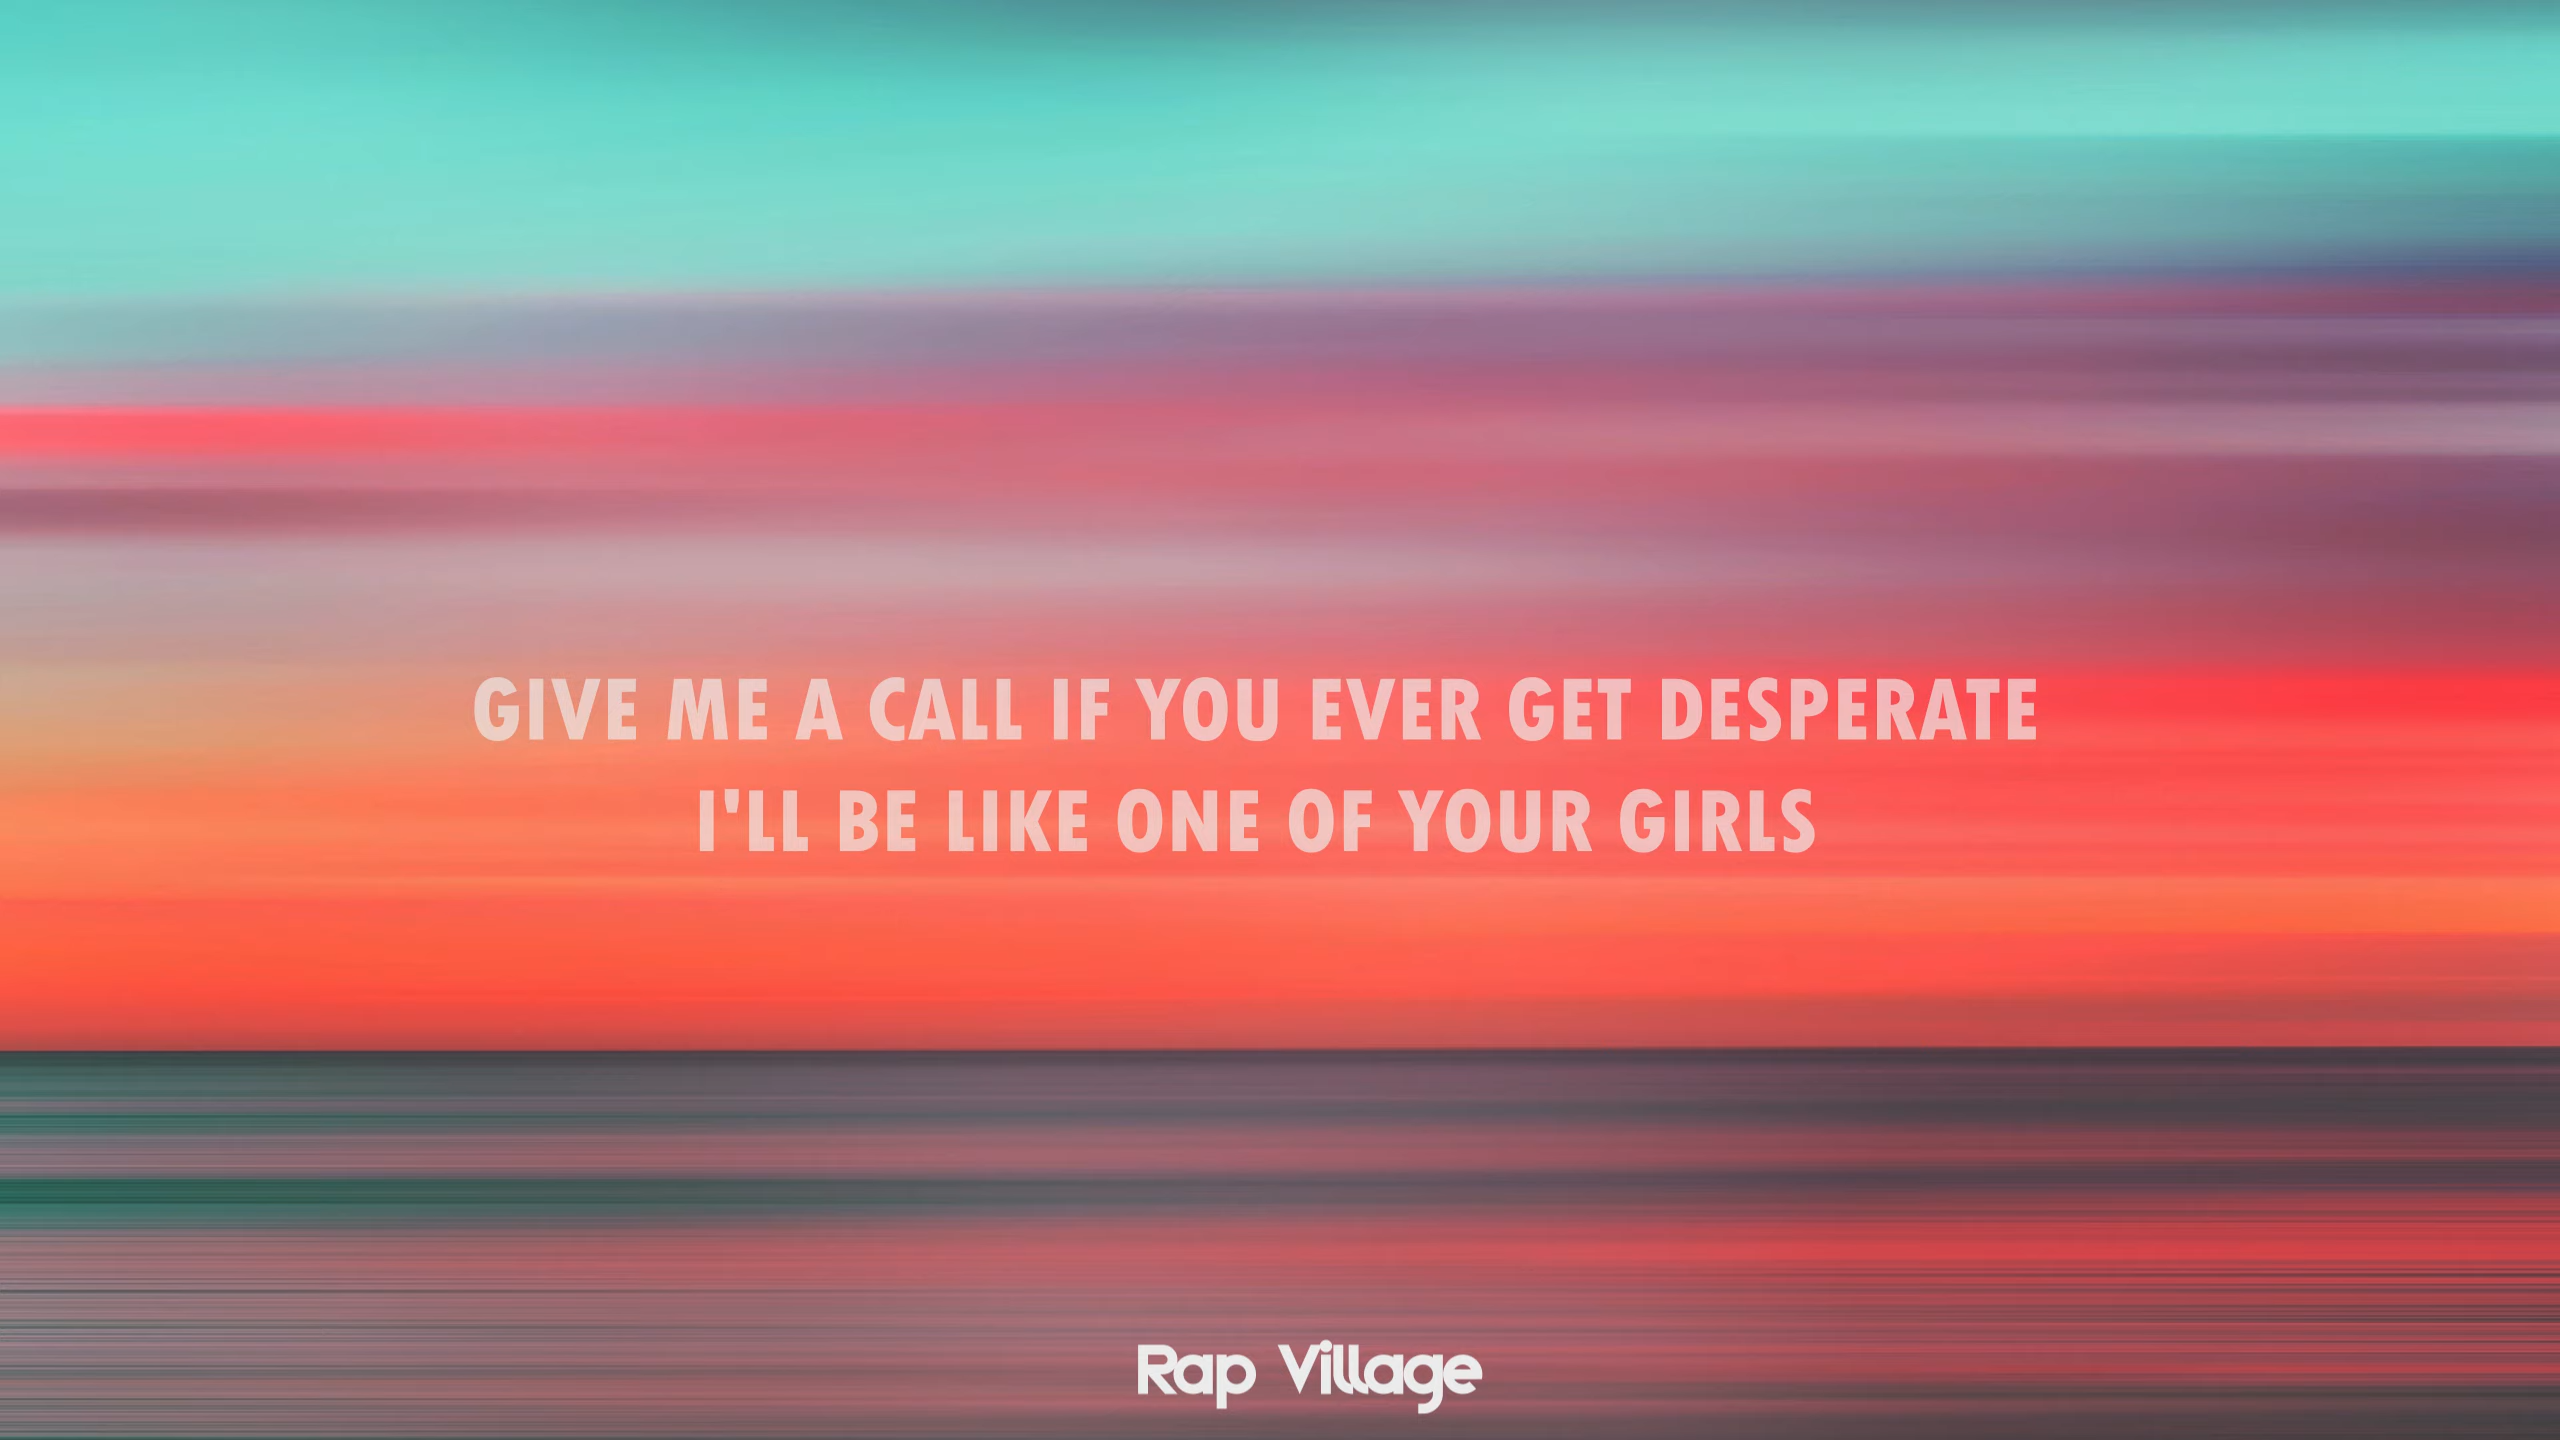 GIVE ME A CALL IF YOU EVER GET DESPERATE
I'LL BE LIKE ONE OF YOUR GIRLS
Rap Village